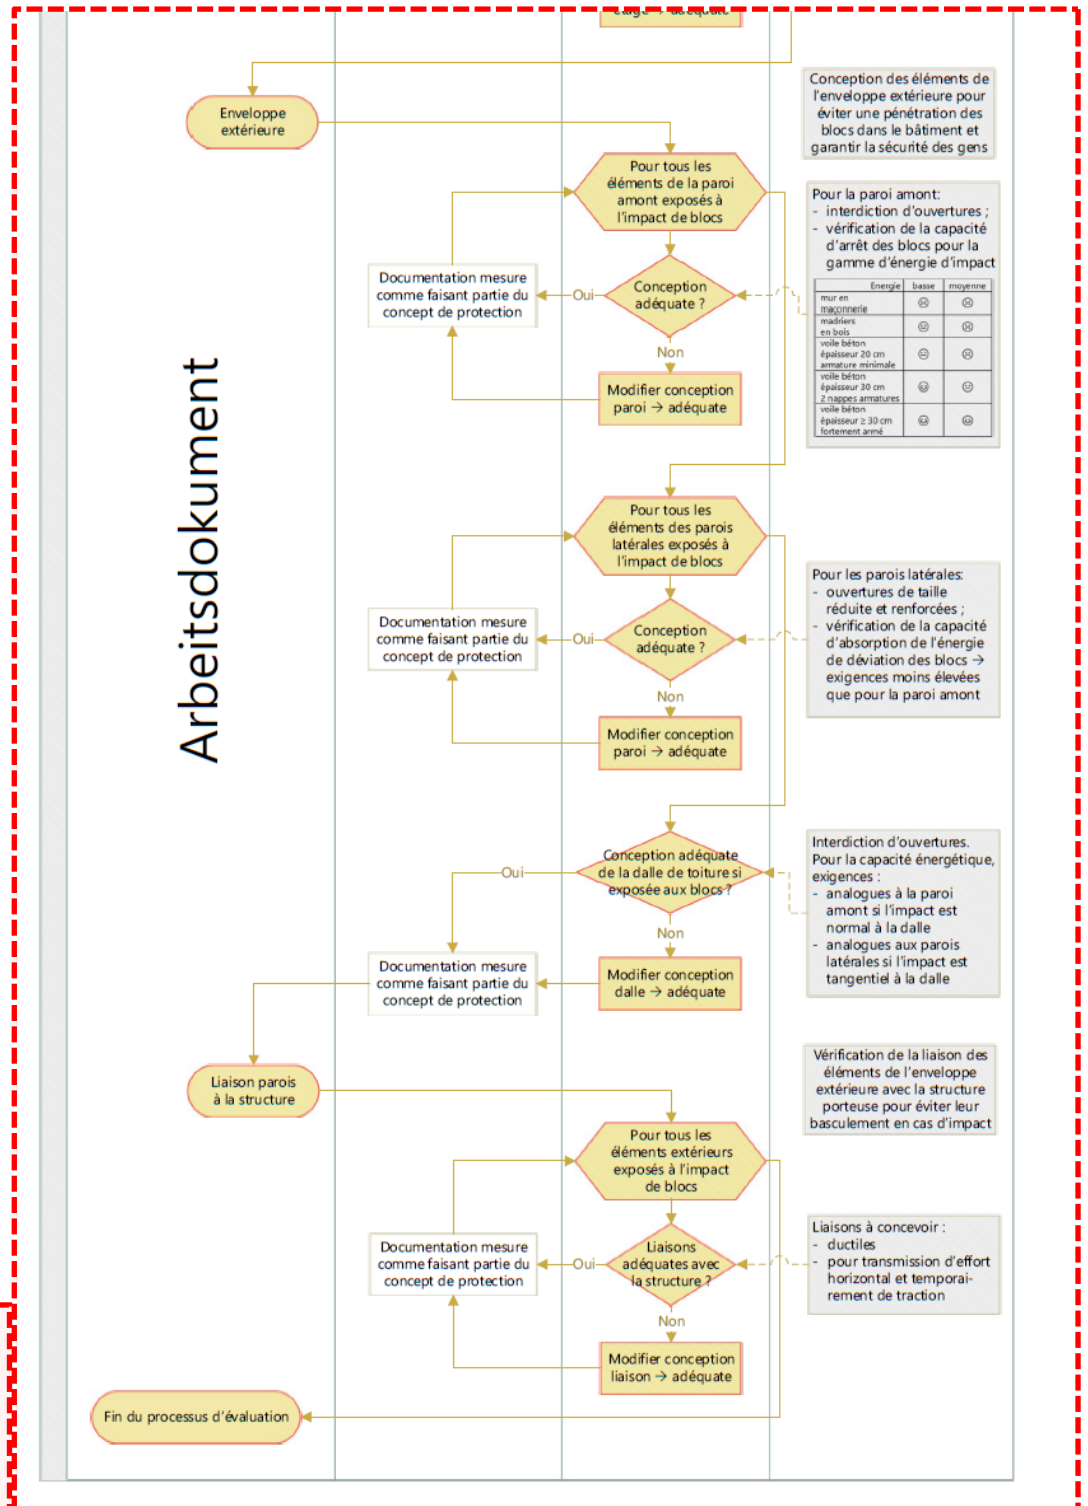 étage → adéquate
Enveloppe
extérieure
Conception des éléments de
l'enveloppe extérieure pour
éviter une pénétration des
blocs dans le bâtiment et
garantir la sécurité des gens
Pour tous les
éléments de la paroi
amont exposés à
l'impact de blocs
Pour la paroi amont:
- interdiction d'ouvertures ;
- vérification de la capacité
d'arrêt des blocs pour la
gamme d'énergie d'impact
Energie basse moyenne
mur en
maçonnerie
madriers
en bois
voile béton
épaisseur 20 cm
armature minimale
voile béton
épaisseur 30 cm
2 nappes armatures
voile béton
épaisseur ≥ 30 cm
fortement armé
Documentation mesure
comme faisant partie du
concept de protection
Oui
Conception
adéquate ?
Non
Modifier conception
paroi → adéquate
Arbeitsdokument
Pour tous les
éléments des parois
latérales exposés à
l'impact de blocs
Pour les parois latérales:
- ouvertures de taille
réduite et renforcées ;
- vérification de la capacité
d'absorption de l'énergie
de déviation des blocs →
exigences moins élevées
que pour la paroi amont
Documentation mesure
comme faisant partie du
concept de protection
Oui
Conception
adéquate ?
Non
Modifier conception
paroi → adéquate
Conception adéquate
de la dalle de toiture si
exposée aux blocs ?
Oui
Non
Interdiction d'ouvertures.
Pour la capacité énergétique,
exigences :
- analogues à la paroi
amont si l'impact est
normal à la dalle
- analogues aux parois
latérales si l'impact est
tangentiel à la dalle
Documentation mesure
comme faisant partie du
concept de protection
Modifier conception
dalle → adéquate
Liaison parois
à la structure
Vérification de la liaison des
éléments de l'enveloppe
extérieure avec la structure
porteuse pour éviter leur
basculement en cas d'impact
Pour tous les
éléments extérieurs
exposés à l'impact
de blocs
Liaisons à concevoir :
- ductiles
- pour transmission d'effort
horizontal et temporai-
rement de traction
Documentation mesure
comme faisant partie du
concept de protection
Oui
Liaisons
adéquates avec
la structure ?
Non
Modifier conception
liaison → adéquate
Fin du processus d'évaluation